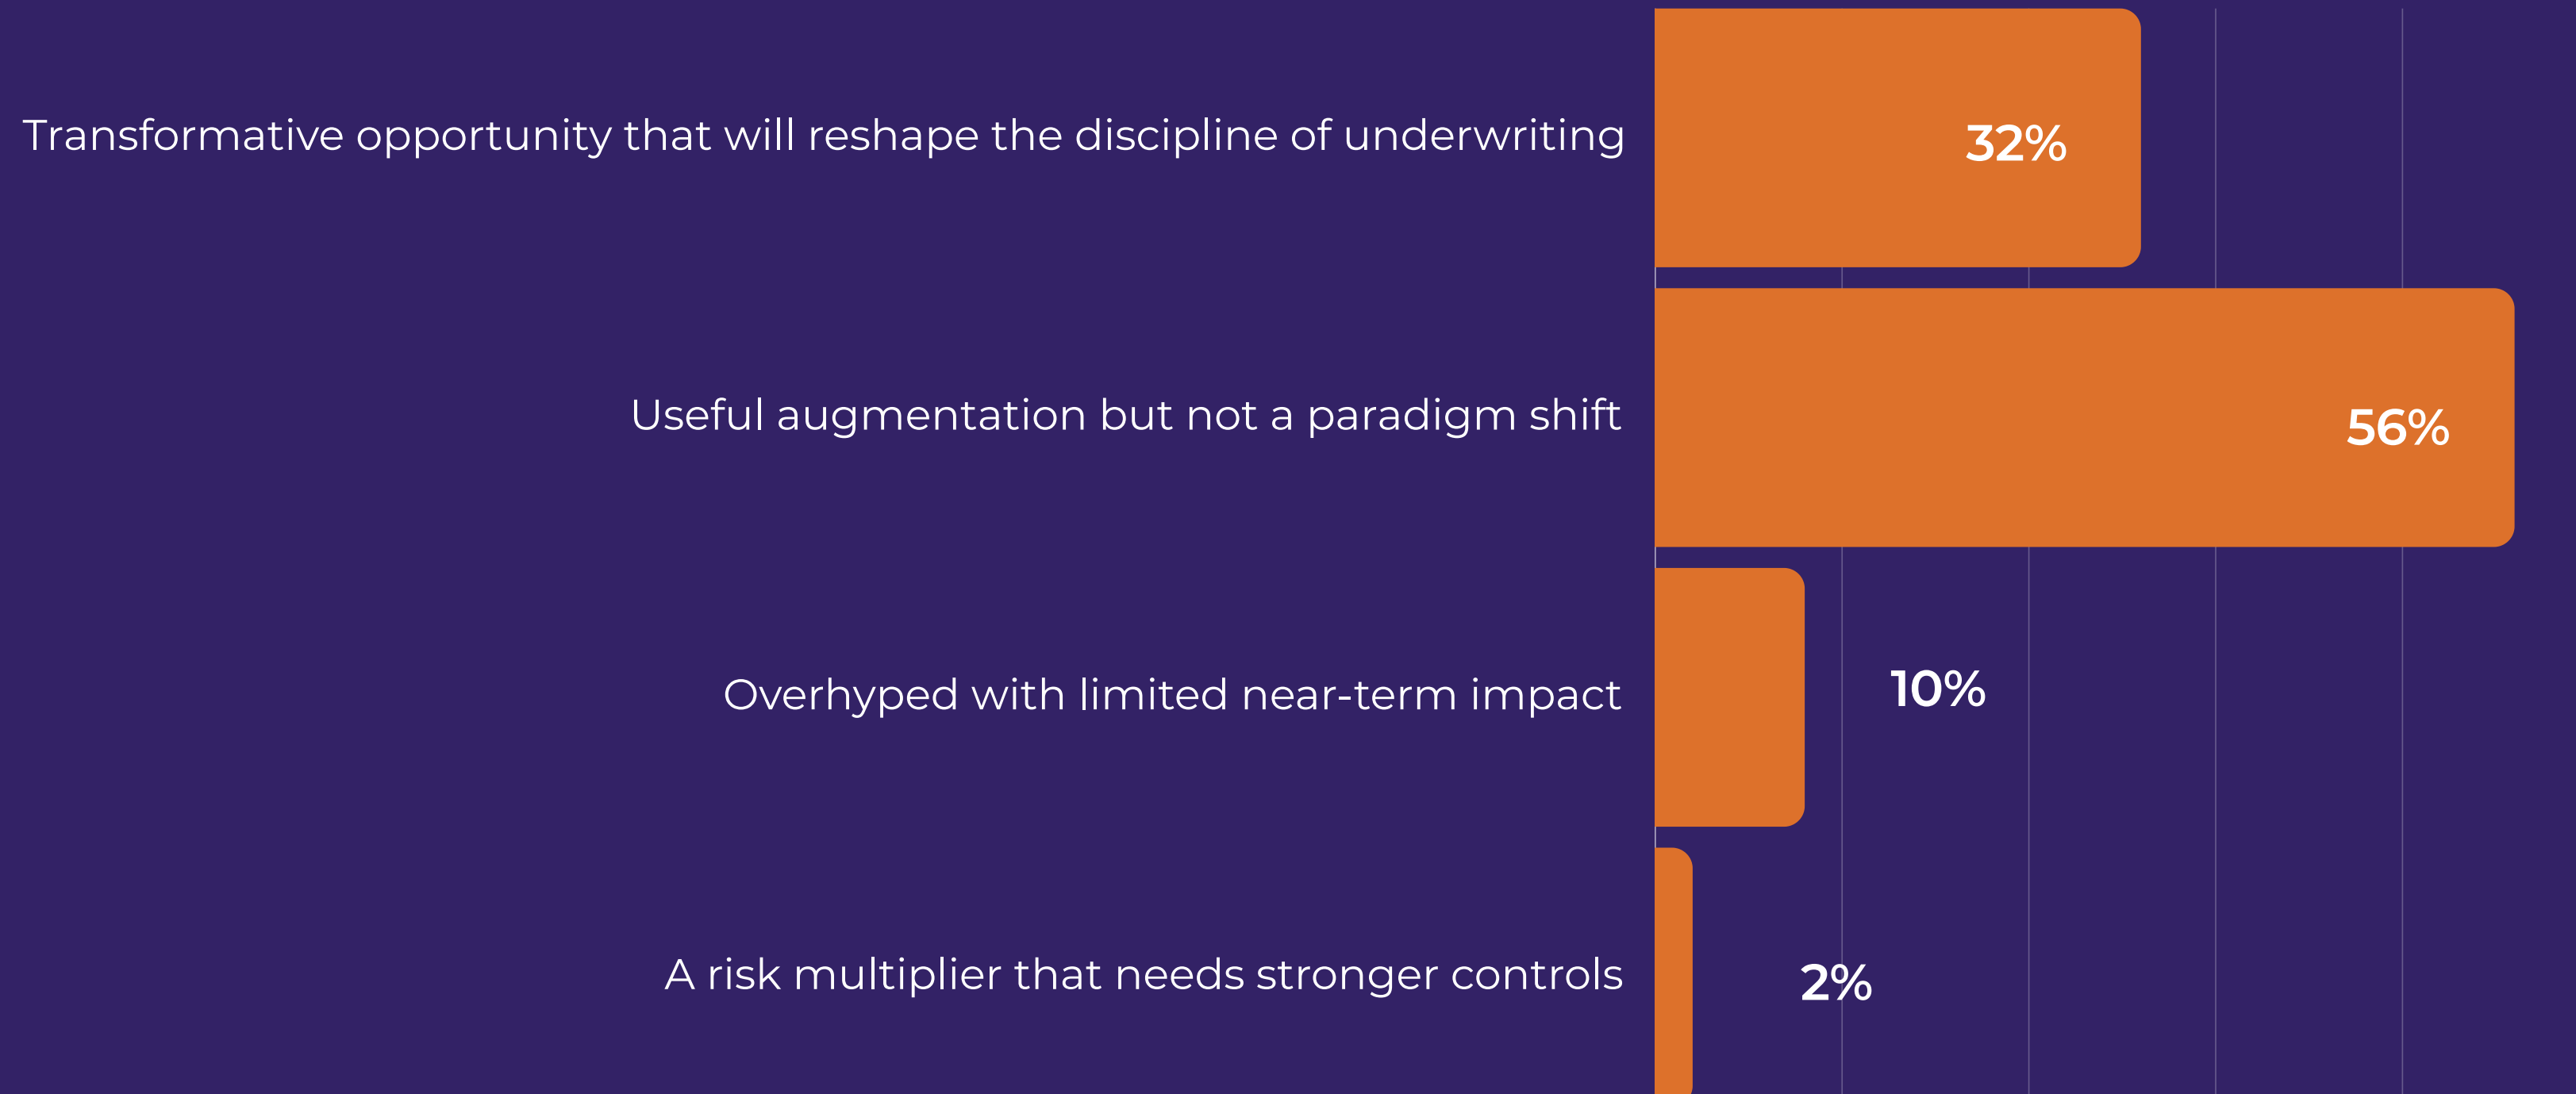 Transformative opportunity that will reshape the discipline of underwriting
32%
Useful augmentation but not a paradigm shift
56%
Overhyped with limited near-term impact
10%
A risk multiplier that needs stronger controls
2%